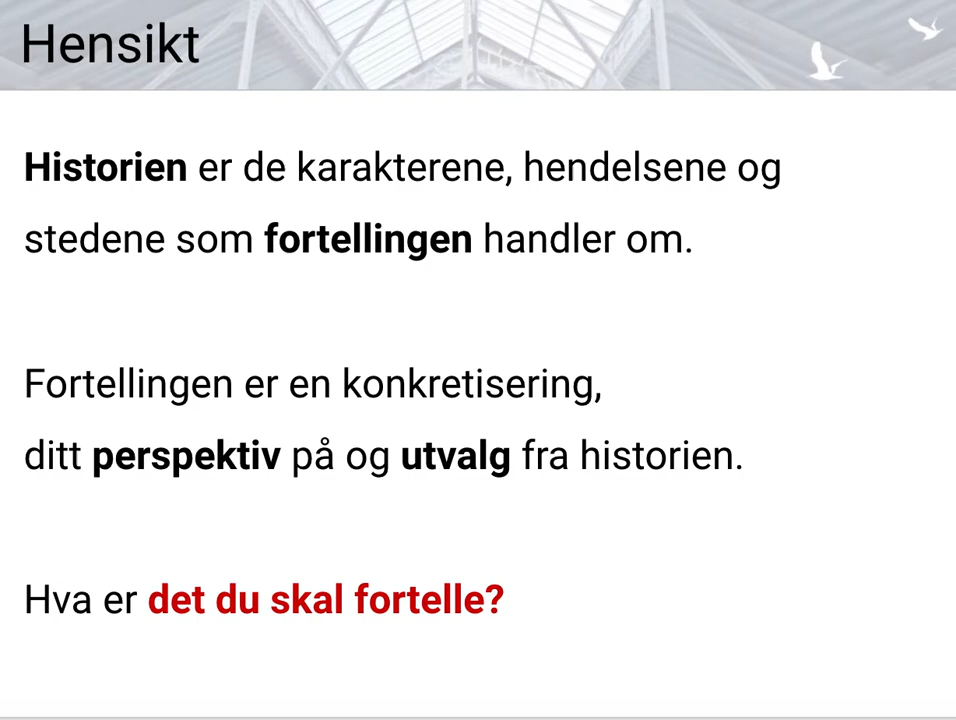 Hensikt
Historien er de karakterene, hendelsene og
stedene som fortellingen handler om.
Fortellingen er en konkretisering,
ditt perspektiv på og utvalg fra historien.
Hva er det du skal fortelle?